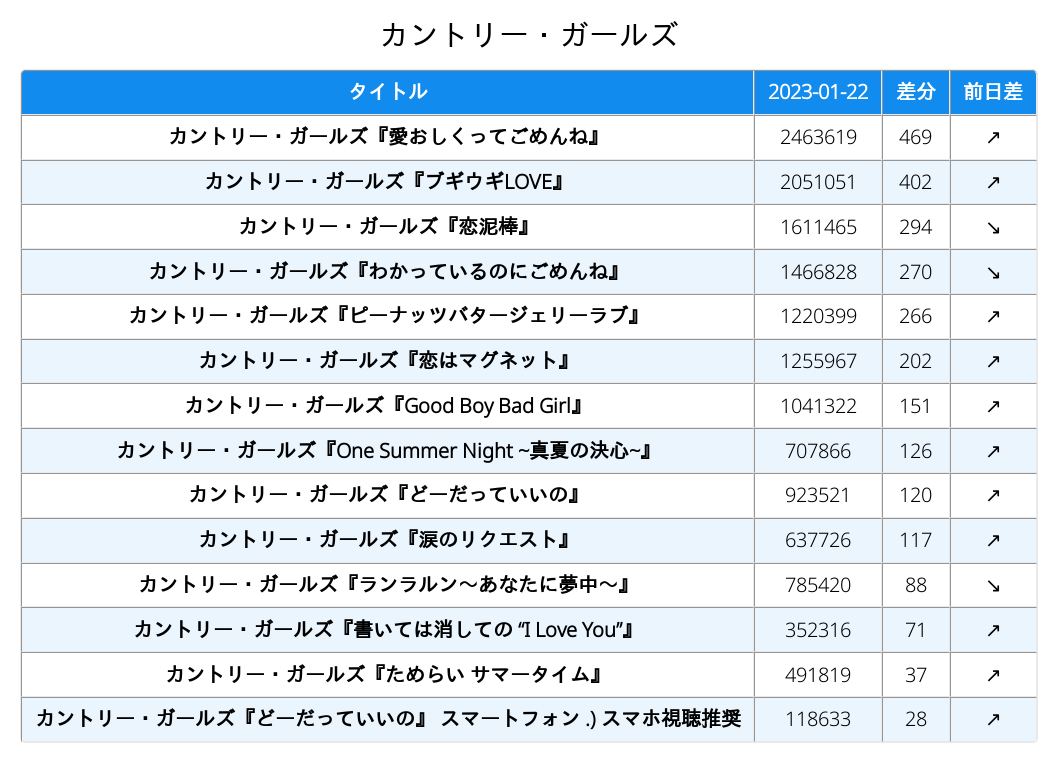 カントリー・ガールズ
タイトル 2023-01-22 差分 前日差
カントリー・ガールズ『愛おしくってごめんね』 2463619 469 ↗
カントリー・ガールズ『ブギウギLOVE』 2051051 402 ↗
カントリー・ガールズ『恋泥棒』 1611465 294 ↘
カントリー・ガールズ『わかっているのにごめんね』 1466828 270 ↘
カントリー・ガールズ『ピーナッツバタージェリーラブ』 1220399 266 ↗
カントリー・ガールズ『恋はマグネット』 1255967 202 ↗
カントリー・ガールズ『Good Boy Bad Girl』 1041322 151 ↗
カントリー・ガールズ『One Summer Night ~真夏の決心~』 707866 126 ↗
カントリー・ガールズ『どーだっていいの』 923521 120 ↗
カントリー・ガールズ『涙のリクエスト』 637726 117 ↗
カントリー・ガールズ『ランラルン～あなたに夢中～』 785420 88 ↘
カントリー・ガールズ『書いては消しての “I Love You”』 352316 71 ↗
カントリー・ガールズ『ためらい サマータイム』 491819 37 ↗
カントリー・ガールズ『どーだっていいの』 スマートフォン .) スマホ視聴推奨 118633 28 ↗